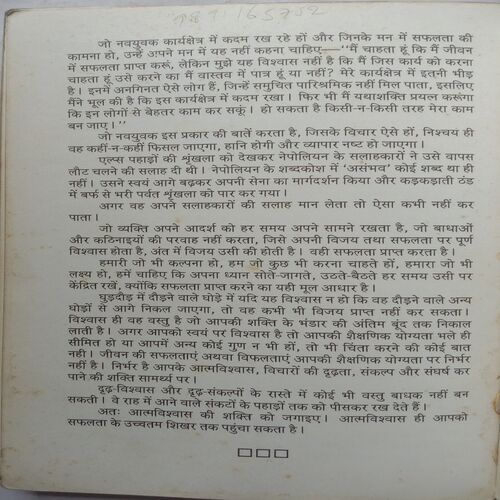 जो नवयुवक कार्यक्षेत्र में कदम रख रहे हों और जिनके मन में सफलता की
कामना हो, उन्हें अपने मन में यह नहीं कहना चाहिए—"मैं चाहता हूं कि मैं जीवन
में सफलता प्राप्त करूं, लेकिन मुझे यह विश्वास नहीं है कि मैं जिस कार्य को करना
चाहता हूं उसे करने का मैं वास्तव में पात्र हूं या नहीं? मेरे कार्यक्षेत्र में इतनी भीड़
है। इनमें अनगिनत ऐसे लोग हैं, जिन्हें समुचित पारिश्रमिक नहीं मिल पाता, इसलिए
मैंने भूल की है कि इस कार्यक्षेत्र में कदम रखा। फिर भी मैं यथाशक्ति प्रयत्न करूंगा
कि इन लोगों से बेहतर काम कर सकूं। हो सकता है किसी-न-किसी तरह मेरा काम
बन जाए।"
जो नवयुवक इस प्रकार की बातें करता है, जिसके विचार ऐसे हों, निश्चय ही
वह कहीं-न-कहीं फिसल जाएगा, हानि होगी और व्यापार नष्ट हो जाएगा।
एल्प्स पहाड़ों की श्रृंखला को देखकर नेपोलियन के सलाहकारों ने उसे वापस
लौट चलने की सलाह दी थी। नेपोलियन के शब्दकोश में 'असंभव' कोई शब्द था ही
नहीं। उसने स्वयं आगे बढ़कर अपनी सेना का मार्गदर्शन किया और कड़कड़ाती ठंड
में बर्फ से भरी पर्वत श्रृंखला को पार कर गया।
अगर वह अपने सलाहकारों की सलाह मान लेता तो ऐसा कभी नहीं कर
पाता।
जो व्यक्ति अपने आदर्श को हर समय अपने सामने रखता है, जो बाधाओं
और कठिनाइयों की परवाह नहीं करता, जिसे अपनी विजय तथा सफलता पर पूर्ण
विश्वास होता है, अंत में विजय उसी की होती है। वही सफलता प्राप्त करता है।
हमारी जो भी कल्पना हो, हम जो कुछ भी करना चाहते हों, हमारा जो भी
लक्ष्य हो, हमें चाहिए कि अपना ध्यान सोते-जागते, उठते-बैठते हर समय उसी पर
केंद्रित रखें, क्योंकि सफलता प्राप्त करने का यही मूल आधार है।
घुड़दौड़ में दौड़ने वाले घोड़े में यदि यह विश्वास न हो कि वह दौड़ने वाले अन्य
घोड़ों से आगे निकल जाएगा, तो वह कभी भी विजय प्राप्त नहीं कर सकता।
विश्वास ही वह वस्तु है जो आपकी शक्ति के भंडार की अंतिम बूंद तक निकाल
लाती है। अगर आपको स्वयं पर विश्वास है तो आपकी शैक्षणिक योग्यता भले ही
सीमित हो या आपमें अन्य कोई गुण न भी हों, तो भी चिंता करने की कोई बात
नहीं। जीवन की सफलताएं अथवा विफलताएं आपकी शैक्षणिक योग्यता पर निर्भर
नहीं है। निर्भर है आपके आत्मविश्वास, विचारों की दृढ़ता, संकल्प और संघर्ष कर
पाने की शक्ति सामर्थ्य पर।
दृढ़-विश्वास और दृढ़-संकल्पों के रास्ते में कोई भी वस्तु बाधक नहीं बन
सकती। वे राह में आने वाले संकटों के पहाड़ों तक को पीसकर रख देते हैं।
अतः आत्मविश्वास की शक्ति को जगाइए। आत्मविश्वास ही आपको
सफलता के उच्चतम शिखर तक पहुंचा सकता है।